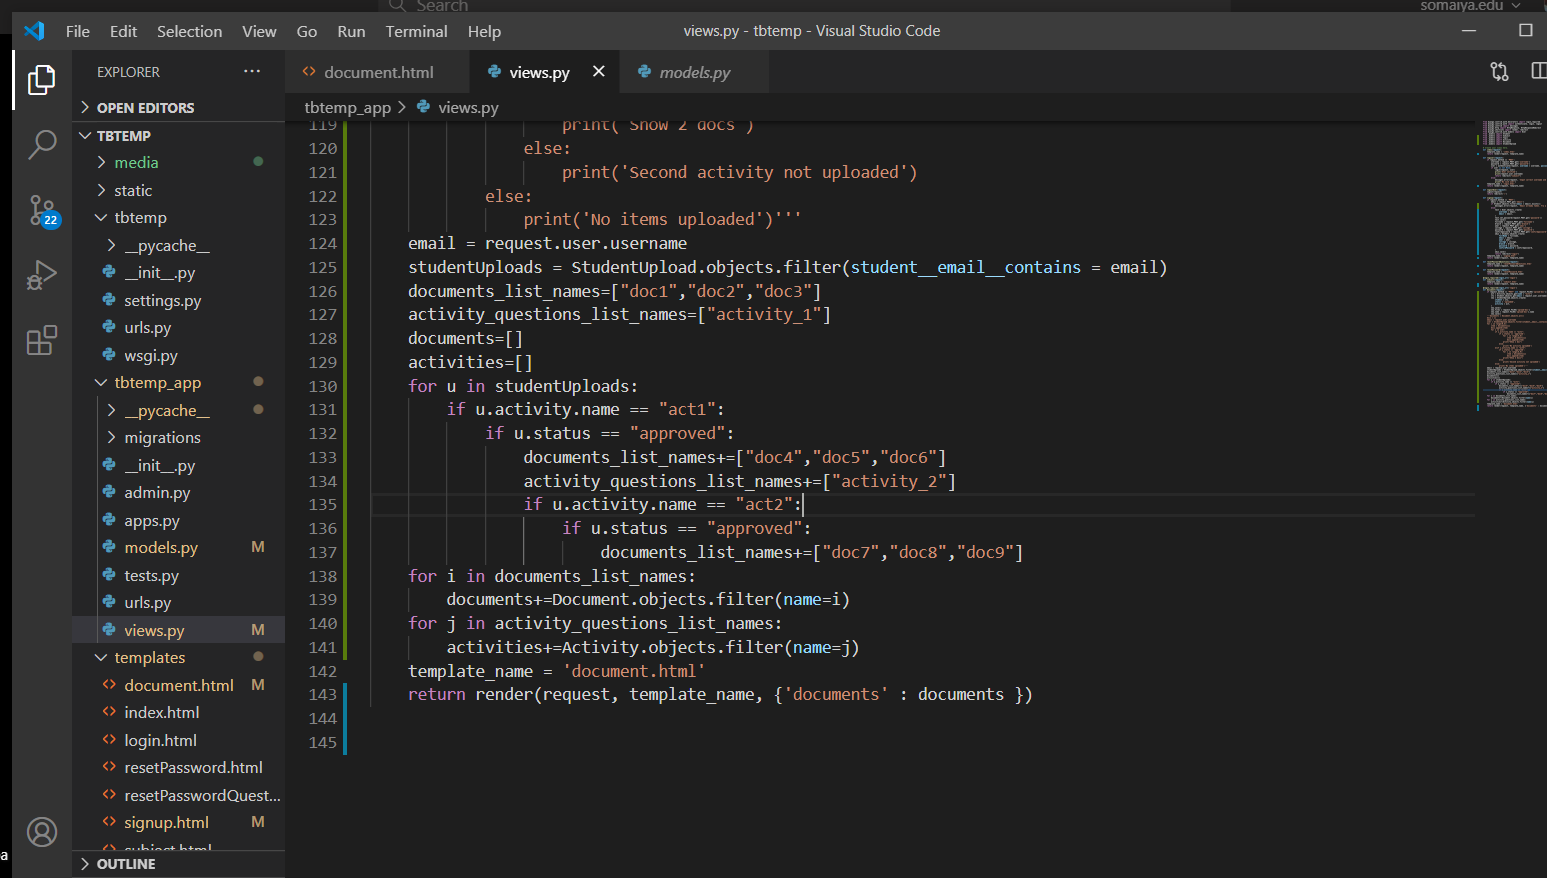 Search
somaiya.edu
File Edit Selection View Go Run Terminal Help
views.py - tbtemp - Visual Studio Code
EXPLORER
OPEN EDITORS
TBTEMP
media
static
tbtemp
__pycache__
__init__.py
settings.py
urls.py
wsgi.py
tbtemp_app
__pycache__
migrations
__init__.py
admin.py
apps.py
models.py M
tests.py
urls.py
views.py M
templates
document.html M
index.html
login.html
resetPassword.html
resetPasswordQuest...
signup.html M
subject.html
OUTLINE
22
document.html views.py models.py
tbtemp_app > views.py
119 print('Show 2 docs')
120 else:
121 print('Second activity not uploaded')
122 else:
123 print('No items uploaded')'''
124 email = request.user.username
125 studentUploads = StudentUpload.objects.filter(student__email__contains = email)
126 documents_list_names=["doc1","doc2","doc3"]
127 activity_questions_list_names=["activity_1"]
128 documents=[]
129 activities=[]
130 for u in studentUploads:
131 if u.activity.name == "act1":
132 if u.status == "approved":
133 documents_list_names+=["doc4","doc5","doc6"]
134 activity_questions_list_names+=["activity_2"]
135 if u.activity.name == "act2":
136 if u.status == "approved":
137 documents_list_names+=["doc7","doc8","doc9"]
138 for i in documents_list_names:
139 documents+=Document.objects.filter(name=i)
140 for j in activity_questions_list_names:
141 activities+=Activity.objects.filter(name=j)
142 template_name = 'document.html'
143 return render(request, template_name, {'documents' : documents })
144
145